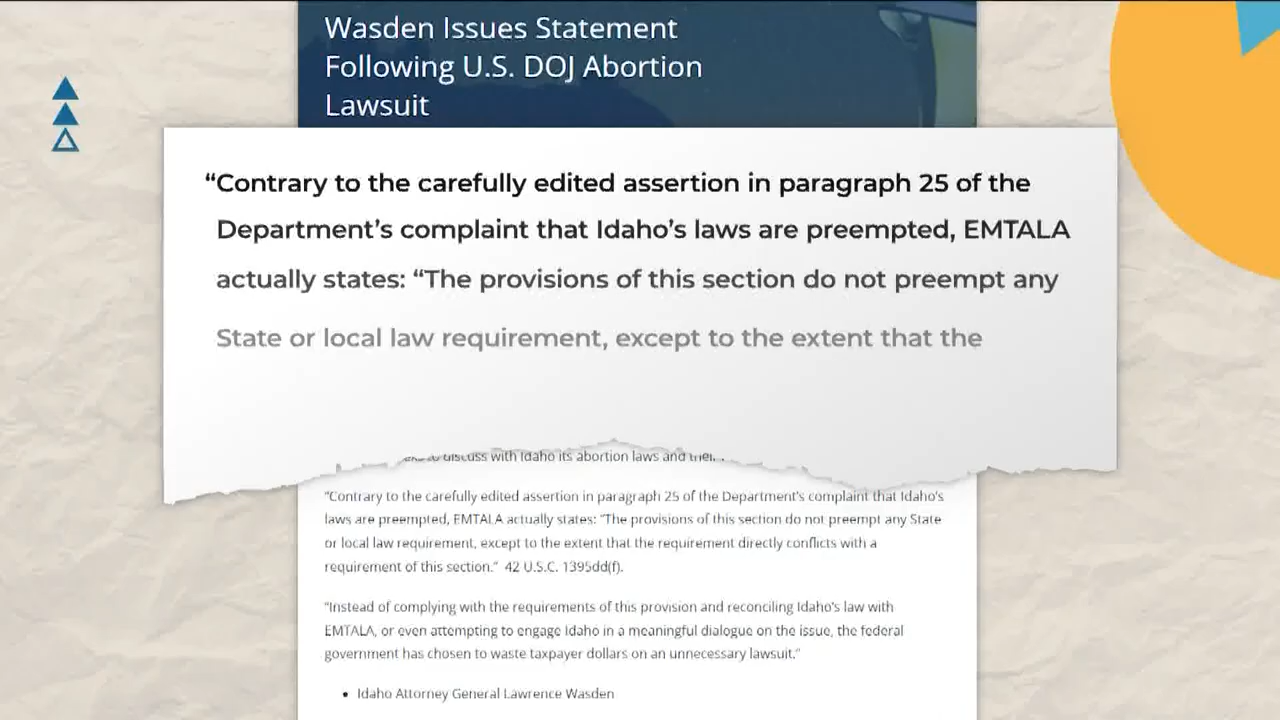 Wasden Issues Statement
Following U.S. DOJ Abortion
Lawsuit
“Contrary to the carefully edited assertion in paragraph 25 of the
Department’s complaint that Idaho’s laws are preempted, EMTALA
actually states: “The provisions of this section do not preempt any
State or local law requirement, except to the extent that the
discuss with Idaho its abortion laws and
“Contrary to the carefully edited assertion in paragraph 25 of the Department’s complaint that Idaho’s
laws are preempted, EMTALA actually states: “The provisions of this section do not preempt any State
or local law requirement, except to the extent that the requirement directly conflicts with a
requirement of this section.” 42 U.S.C. 1395dd(f).
“Instead of complying with the requirements of this provision and reconciling Idaho’s law with
EMTALA, or even attempting to engage Idaho in a meaningful dialogue on the issue, the federal
government has chosen to waste taxpayer dollars on an unnecessary lawsuit.”
• Idaho Attorney General Lawrence Wasden